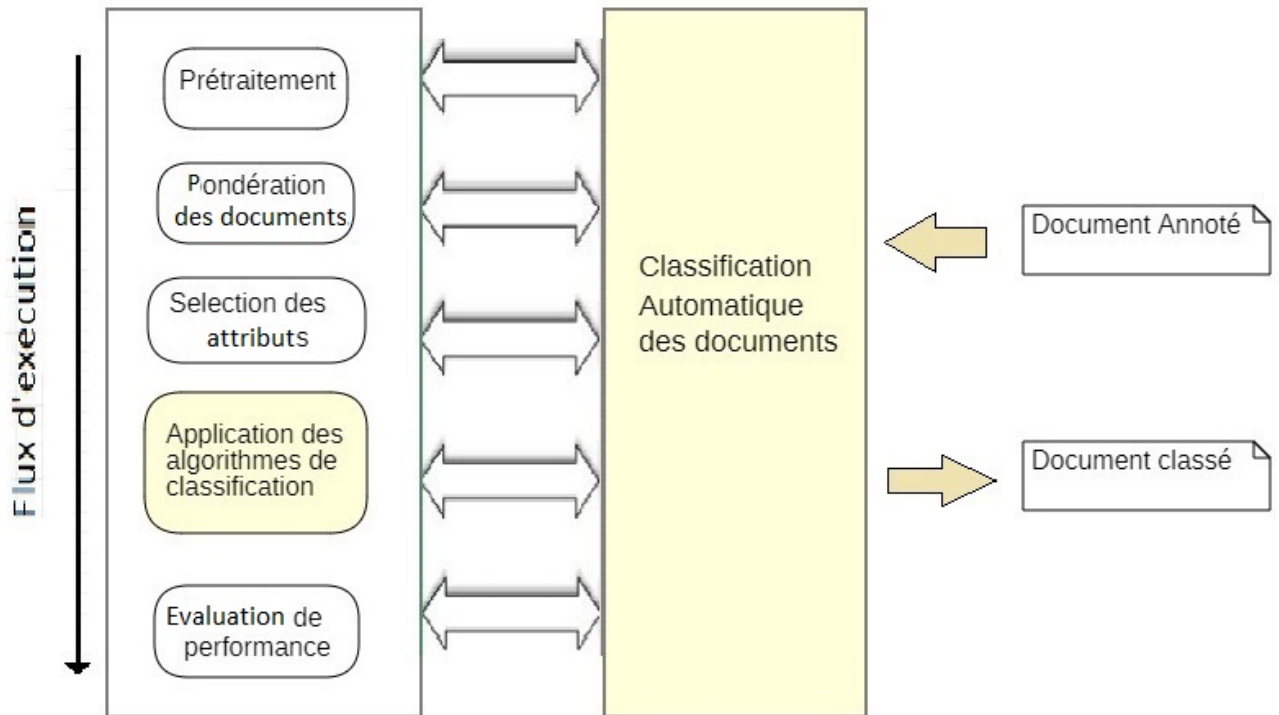 Flux d'execution
Prétraitement
Pondération
des documents
Selection des
attributs
Application des
algorithmes de
classification
Evaluation de
performance
Classification
Automatique
des documents
Document Annoté
Document classé